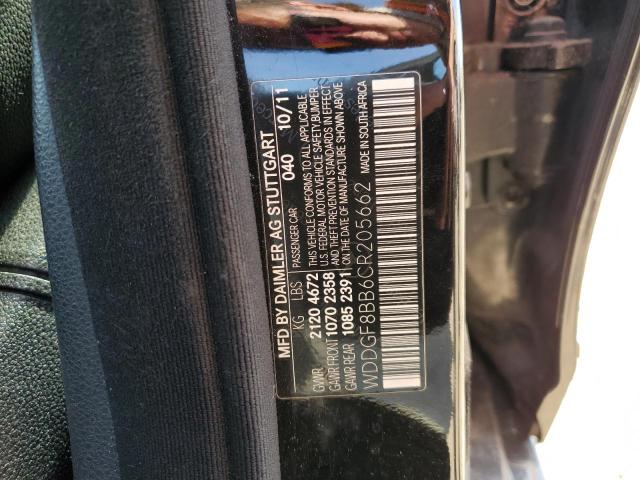 MFD BY DAIMLER AG STUTTGART
KG LBS PASSENGER CAR 040 10/11
GWWR 2120 4672 THIS VEHICLE CONFORMS TO ALL APPLICABLE
GAWR FRONT 1070 2358 U.S. FEDERAL MOTOR VEHICLE SAFETY, BUMPER,
GAWR REAR 1085 2391 AND THEFT PREVENTION STANDARDS IN EFFECT
ON THE DATE OF MANUFACTURE SHOWN ABOVE
WDDGF8BB6CR205662 MADE IN SOUTH AFRICA